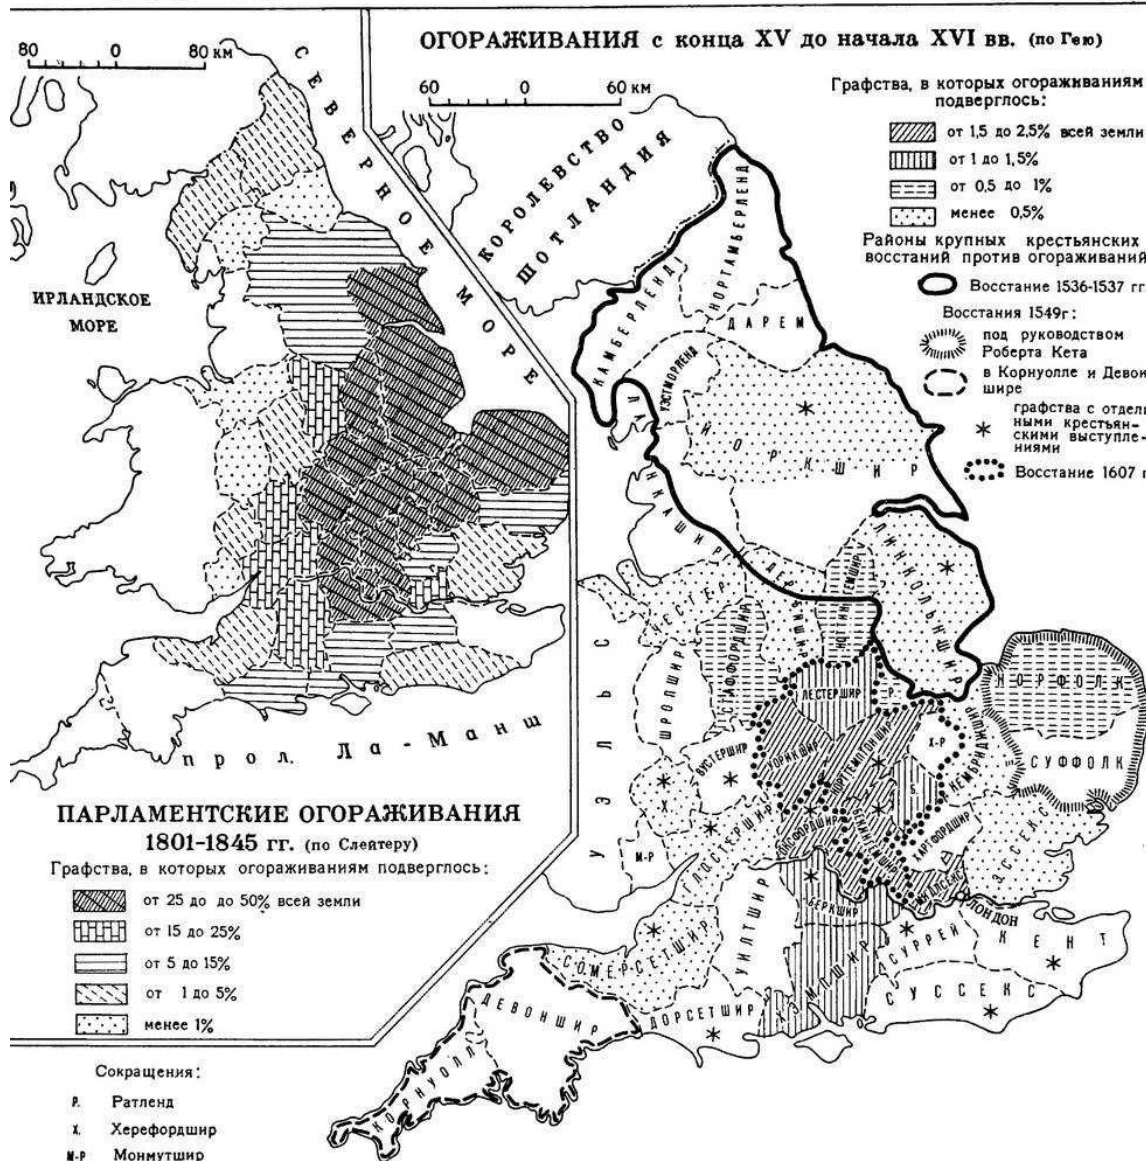 ОГОРАЖИВАНИЯ с конца XV до начала XVI вв. (по Гею)
80 0 80 км
60 0 60 км
СЕВЕРНОЕ МОРЕ
ИРЛАНДСКОЕ
МОРЕ
прол. Ла-Манш
Графства, в которых огораживаниям
подверглось:
от 1,5 до 2,5% всей земли
от 1 до 1,5%
от 0,5 до 1%
менее 0,5%
Районы крупных крестьянских
восстаний против огораживаний
Восстание 1536-1537 гг.
Восстания 1549г:
под руководством
Роберта Кета
в Корнуолле и Девон-
шире
графства с отдель-
ными крестьян-
скими выступле-
ниями
Восстание 1607 г
КОРОЛЕВСТВО
ШОТЛАНДИЯ
НОРТАМБЕРЛЕНД
КАМБЕРЛЕНД
ДАРЕМ
УЭСТМОРЛЕНД
ЙОРКШИР
ЛАНКАШИР
ЧЕСТЕР
ДЕРБИШИР
НОТТИНГЕМШИР
ЛИНКОЛЬНШИР
СТАФФОРДШИР
ШРОПШИР
ЛЕСТЕРШИР
Р.
НОРФОЛК
СУФФОЛК
Х-Р
КЕМБРИДЖШИР
УОРИКШИР
НОРТГЕМПТОНШИР
Б.
ВУСТЕРШИР
Х
М-Р
УЭЛЬС
ГЛАСТЕРШИР
ОКСФОРДШИР
ХАРТФОРДШИР
ЭССЕКС
МИДДЛСЕКС
ЛОНДОН
БЕРКШИР
УИЛТШИР
СУРРЕЙ
КЕНТ
СОМЕРСЕТШИР
ХЭМПШИР
СУССЕКС
ДЕВОНШИР
ДОРСЕТШИР
КОРНУОЛЛ
ПАРЛАМЕНТСКИЕ ОГОРАЖИВАНИЯ
1801-1845 гг. (по Слейтеру)
Графства, в которых огораживаниям подверглось:
от 25 до до 50% всей земли
от 15 до 25%
от 5 до 15%
от 1 до 5%
менее 1%
Сокращения:
Р. Ратленд
Х. Херефордшир
М-Р Монмутшир